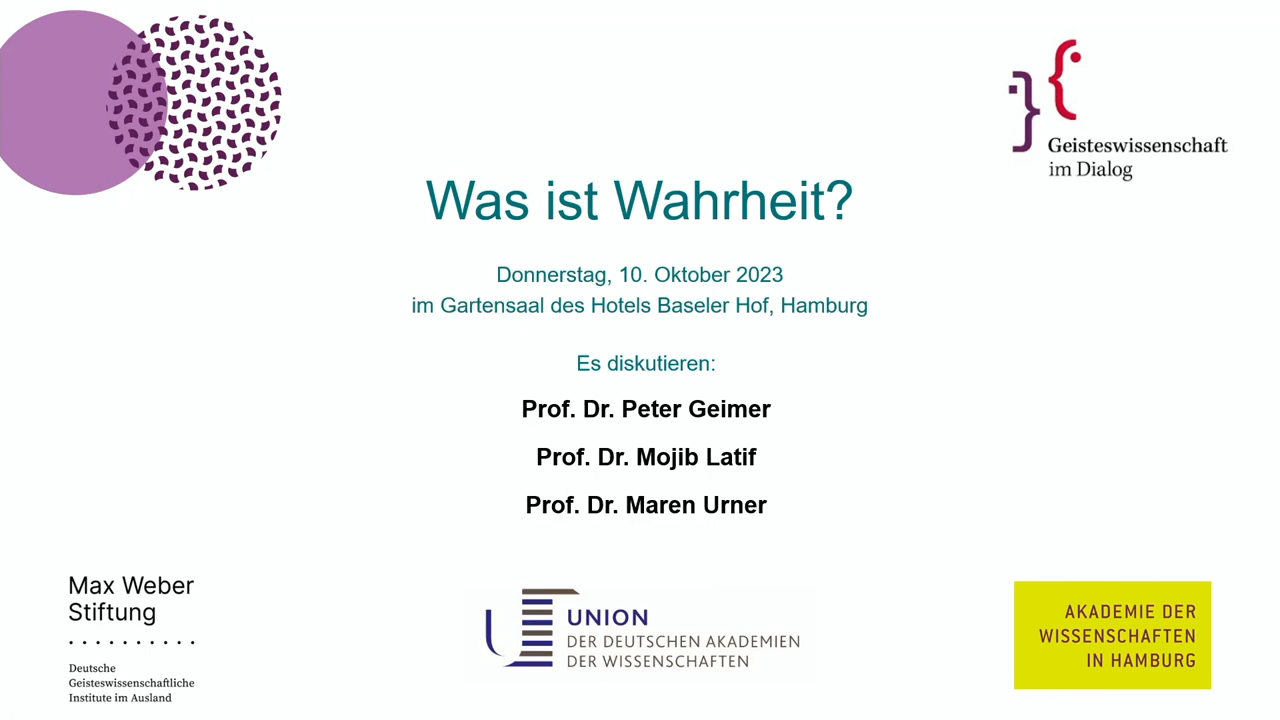 Geisteswissenschaft
im Dialog
Was ist Wahrheit?
Donnerstag, 10. Oktober 2023
im Gartensaal des Hotels Baseler Hof, Hamburg
Es diskutieren:
Prof. Dr. Peter Geimer
Prof. Dr. Mojib Latif
Prof. Dr. Maren Urner
Max Weber
Stiftung
Deutsche
Geisteswissenschaftliche
Institute im Ausland
UNION
DER DEUTSCHEN AKADEMIEN
DER WISSENSCHAFTEN
AKADEMIE DER
WISSENSCHAFTEN
IN HAMBURG